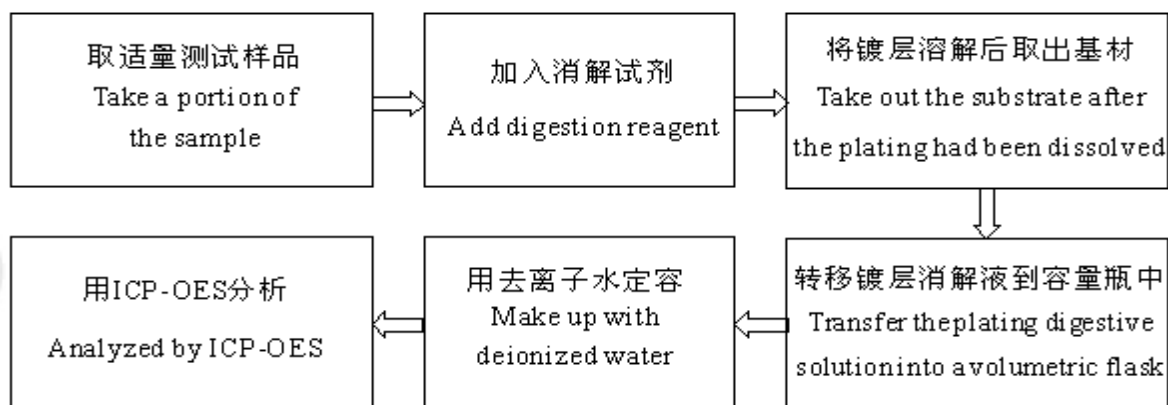 取适量测试样品
Take a portion of
the sample
加入消解试剂
Add digestion reagent
将镀层溶解后取出基材
Take out the substrate after
the plating had been dissolved
转移镀层消解液到容量瓶中
Transfer the plating digestive
solution into a volumetric flask
用去离子水定容
Make up with
deionized water
用ICP-OES分析
Analyzed by ICP-OES